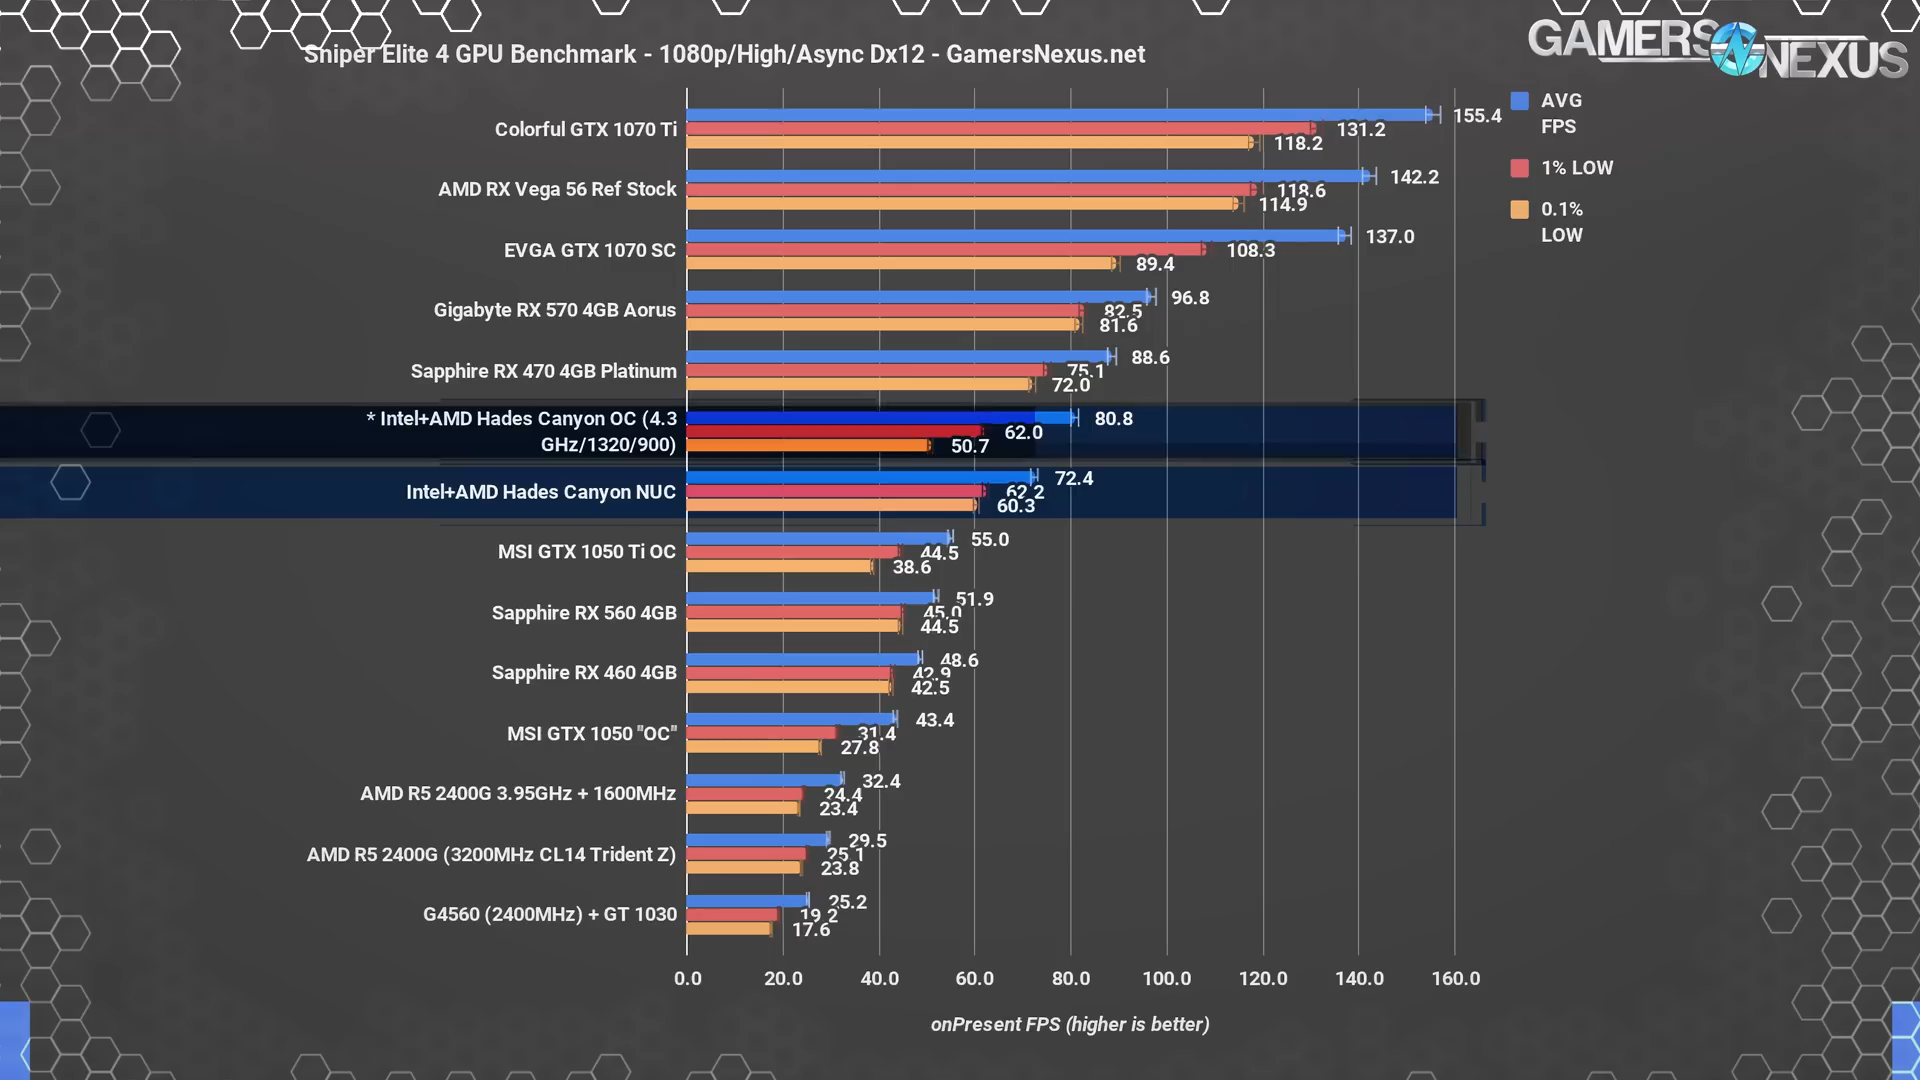 Sniper Elite 4 GPU Benchmark - 1080p/High/Async Dx12 - GamersNexus.net
GAMERS NEXUS
AVG
FPS
1% LOW
0.1%
LOW
Colorful GTX 1070 Ti
155.4
131.2
118.2
AMD RX Vega 56 Ref Stock
142.2
118.6
114.9
EVGA GTX 1070 SC
137.0
108.3
89.4
Gigabyte RX 570 4GB Aorus
96.8
82.5
81.6
Sapphire RX 470 4GB Platinum
88.6
75.1
72.0
* Intel+AMD Hades Canyon OC (4.3
GHz/1320/900)
80.8
62.0
50.7
Intel+AMD Hades Canyon NUC
72.4
62.2
60.3
MSI GTX 1050 Ti OC
55.0
44.5
38.6
Sapphire RX 560 4GB
51.9
45.0
44.5
Sapphire RX 460 4GB
48.6
42.9
42.5
MSI GTX 1050 "OC"
43.4
31.4
27.8
AMD R5 2400G 3.95GHz + 1600MHz
32.4
24.4
23.4
AMD R5 2400G (3200MHz CL14 Trident Z)
29.5
25.1
23.8
G4560 (2400MHz) + GT 1030
25.2
19.2
17.6
0.0 20.0 40.0 60.0 80.0 100.0 120.0 140.0 160.0
onPresent FPS (higher is better)